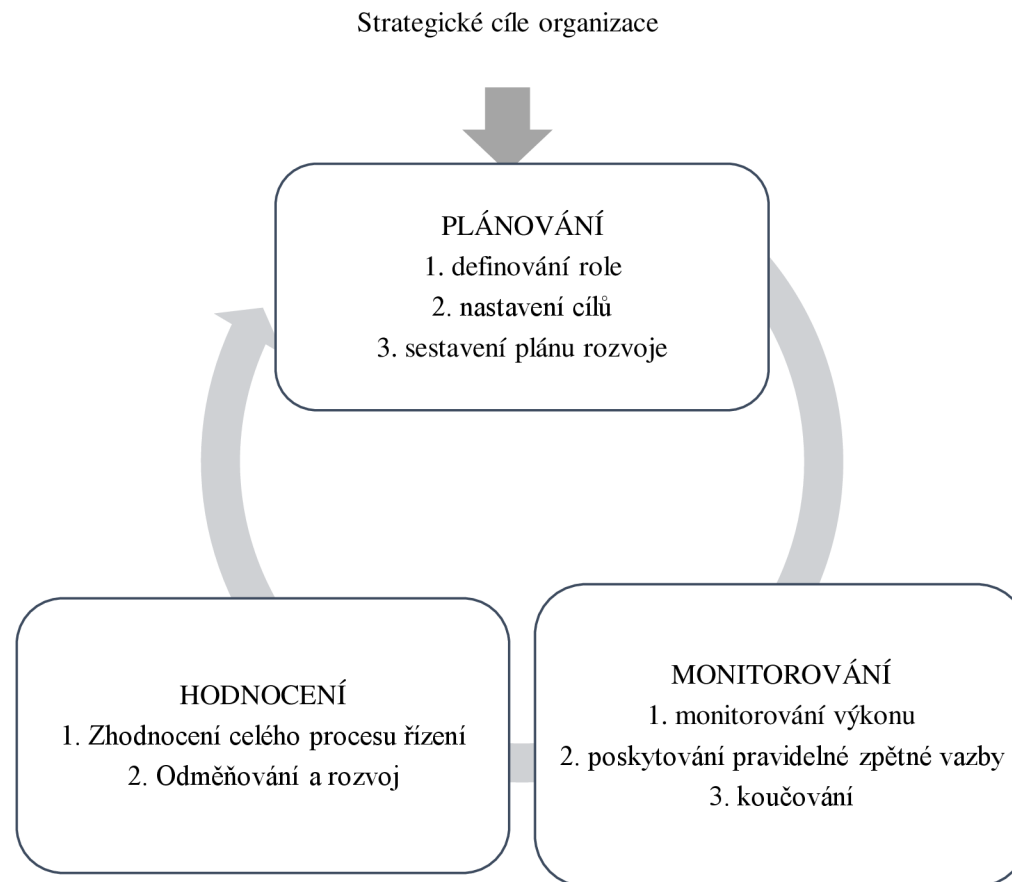 Strategické cíle organizace
PLÁNOVÁNÍ
1. definování role
2. nastavení cílů
3. sestavení plánu rozvoje
HODNOCENÍ
1. Zhodnocení celého procesu řízení
2. Odměňování a rozvoj
MONITOROVÁNÍ
1. monitorování výkonu
2. poskytování pravidelné zpětné vazby
3. koučování